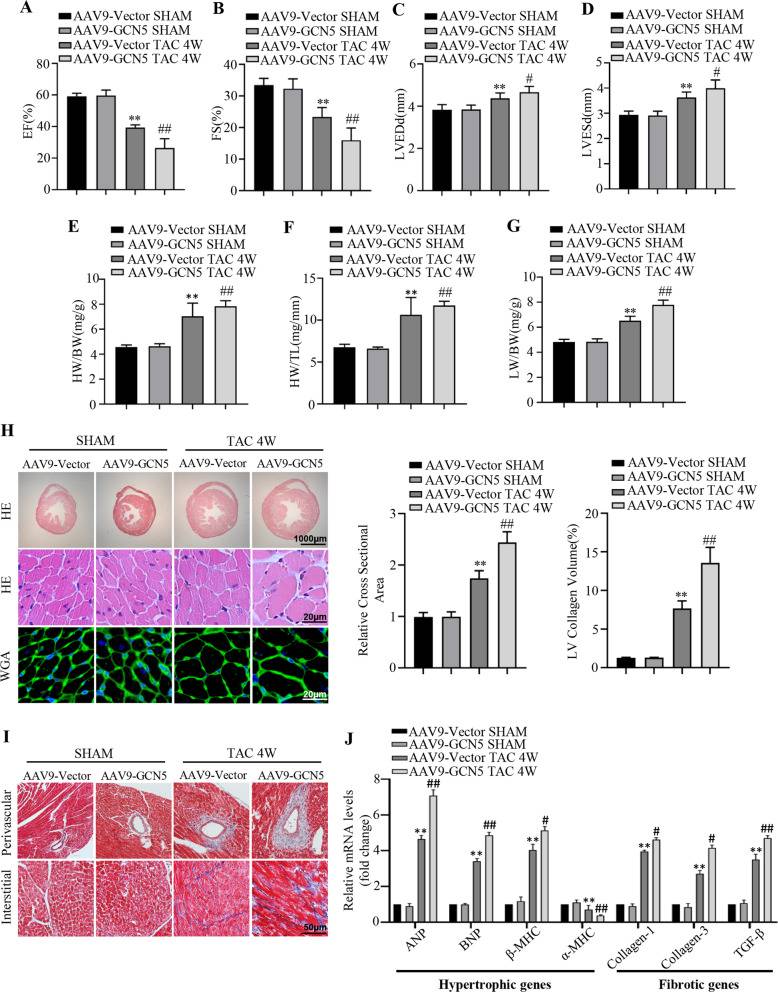 A
AAV9-Vector SHAM
AAV9-GCN5 SHAM
AAV9-Vector TAC 4W
AAV9-GCN5 TAC 4W
EF(%)
80
60
40
20
0
**
##
B
AAV9-Vector SHAM
AAV9-GCN5 SHAM
AAV9-Vector TAC 4W
AAV9-GCN5 TAC 4W
FS(%)
40
30
20
10
0
**
##
C
AAV9-Vector SHAM
AAV9-GCN5 SHAM
AAV9-Vector TAC 4W
AAV9-GCN5 TAC 4W
LVEDd(mm)
6
4
2
0
**
#
D
AAV9-Vector SHAM
AAV9-GCN5 SHAM
AAV9-Vector TAC 4W
AAV9-GCN5 TAC 4W
LVESd(mm)
5
4
3
2
1
0
**
#
E
AAV9-Vector SHAM
AAV9-GCN5 SHAM
AAV9-Vector TAC 4W
AAV9-GCN5 TAC 4W
HW/BW(mg/g)
10
8
6
4
2
0
**
##
F
AAV9-Vector SHAM
AAV9-GCN5 SHAM
AAV9-Vector TAC 4W
AAV9-GCN5 TAC 4W
HW/TL(mg/mm)
15
10
5
0
**
##
G
AAV9-Vector SHAM
AAV9-GCN5 SHAM
AAV9-Vector TAC 4W
AAV9-GCN5 TAC 4W
LW/BW(mg/g)
10
8
6
4
2
0
**
##
H
SHAM
TAC 4W
AAV9-Vector
AAV9-GCN5
AAV9-Vector
AAV9-GCN5
HE
1000μm
HE
20μm
WGA
20μm
AAV9-Vector SHAM
AAV9-GCN5 SHAM
AAV9-Vector TAC 4W
AAV9-GCN5 TAC 4W
Relative Cross Sectional
Area
3
2
1
0
**
##
AAV9-Vector SHAM
AAV9-GCN5 SHAM
AAV9-Vector TAC 4W
AAV9-GCN5 TAC 4W
LV Collagen Volume(%)
20
15
10
5
0
**
##
I
SHAM
TAC 4W
AAV9-Vector
AAV9-GCN5
AAV9-Vector
AAV9-GCN5
Perivascular
Interstitial
50μm
J
AAV9-Vector SHAM
AAV9-GCN5 SHAM
AAV9-Vector TAC 4W
AAV9-GCN5 TAC 4W
Relative mRNA levels
(fold change)
8
6
4
2
0
**
##
**
##
**
#
**
##
**
#
**
#
**
##
ANP
BNP
β-MHC
α-MHC
Collagen-1
Collagen-3
TGF-β
Hypertrophic genes
Fibrotic genes